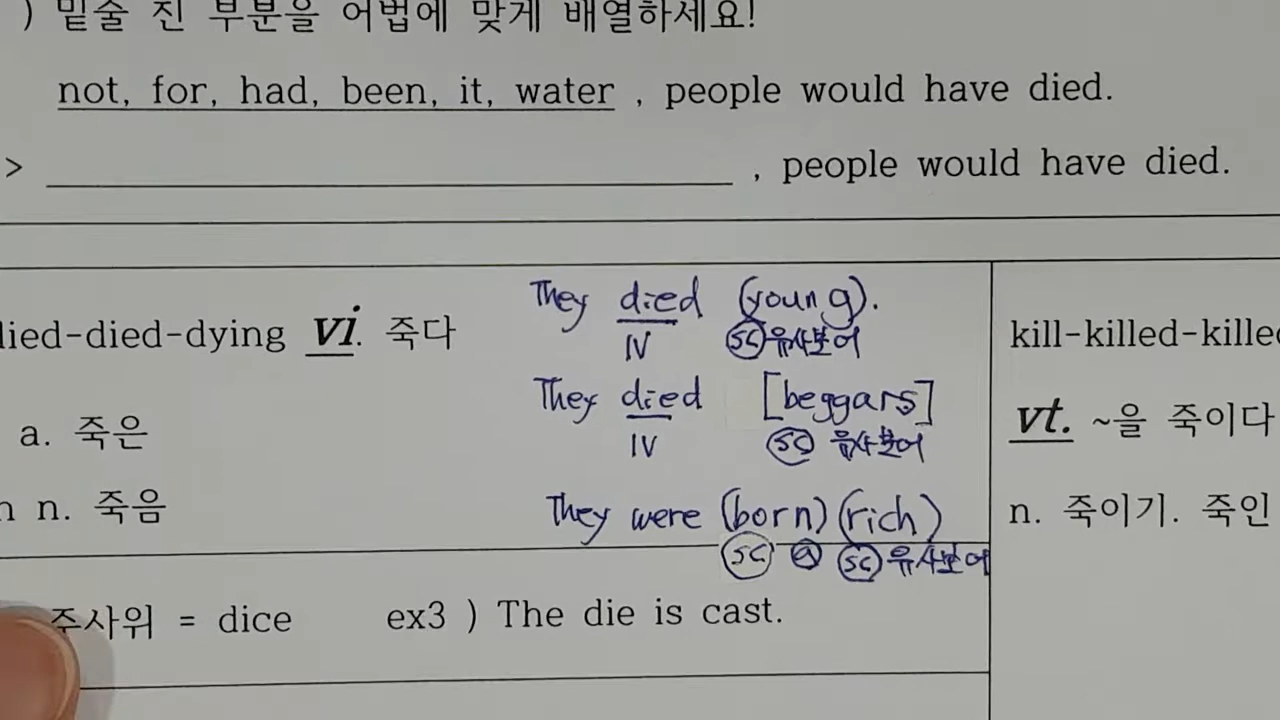 ) 밑줄 친 부분을 어법에 맞게 배열하세요!
not, for, had, been, it, water , people would have died.
> , people would have died.
died-died-dying vi. 죽다
They died (young).
IV SC 유사보어
They died [beggars]
IV SC 유사보어
a. 죽은
n. 죽음
They were (born) (rich)
SC a SC 유사보어
주사위 = dice ex3 ) The die is cast.
kill-killed-killed
vt. ~을 죽이다
n. 죽이기. 죽인